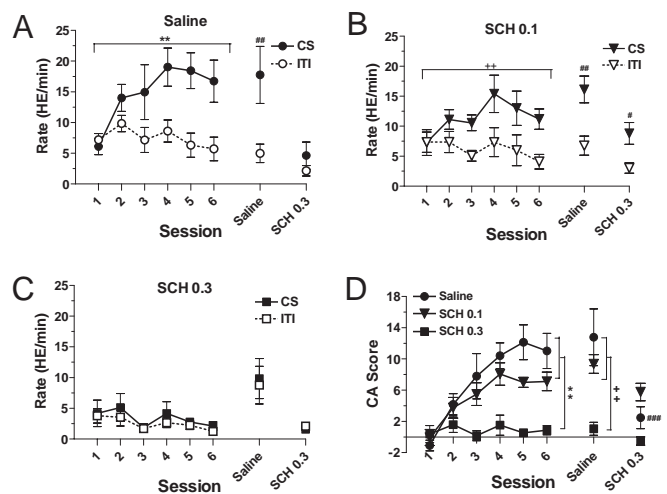 A
Saline
**
##
CS
ITI
Rate (HE/min)
25
20
15
10
5
0
1
2
3
4
5
6
Saline
SCH 0.3
Session
B
SCH 0.1
++
##
#
CS
ITI
Rate (HE/min)
25
20
15
10
5
0
1
2
3
4
5
6
Saline
SCH 0.3
Session
C
SCH 0.3
CS
ITI
Rate (HE/min)
25
20
15
10
5
0
1
2
3
4
5
6
Saline
SCH 0.3
Session
D
Saline
SCH 0.1
SCH 0.3
CA Score
18
14
10
6
2
-2
**
++
###
1
2
3
4
5
6
Saline
SCH 0.3
Session